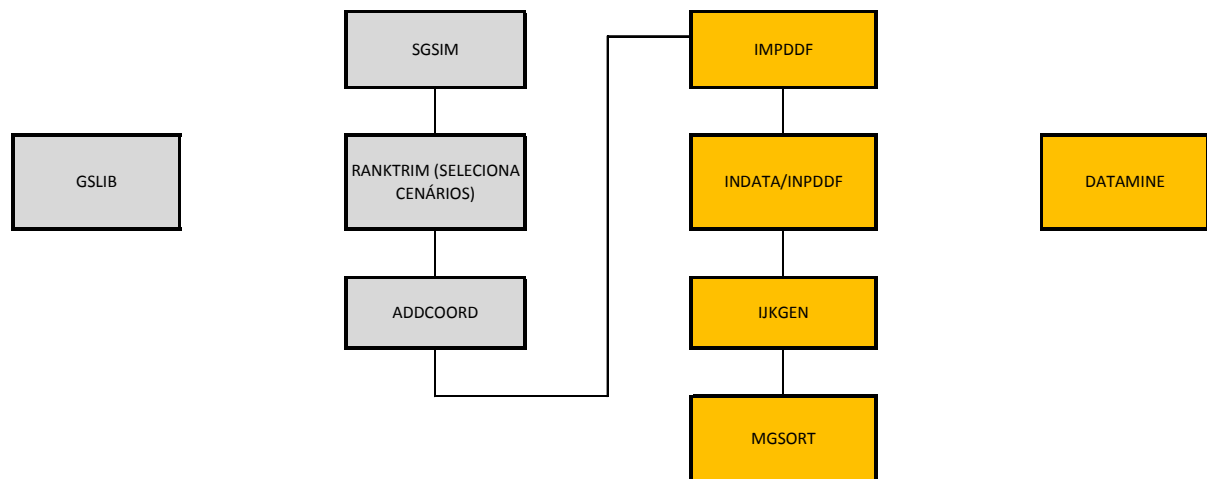 SGSIM
IMPDDF
GSLIB
RANKTRIM (SELECIONA
CENÁRIOS)
INDATA/INPDDF
DATAMINE
ADDCOORD
IJKGEN
MGSORT